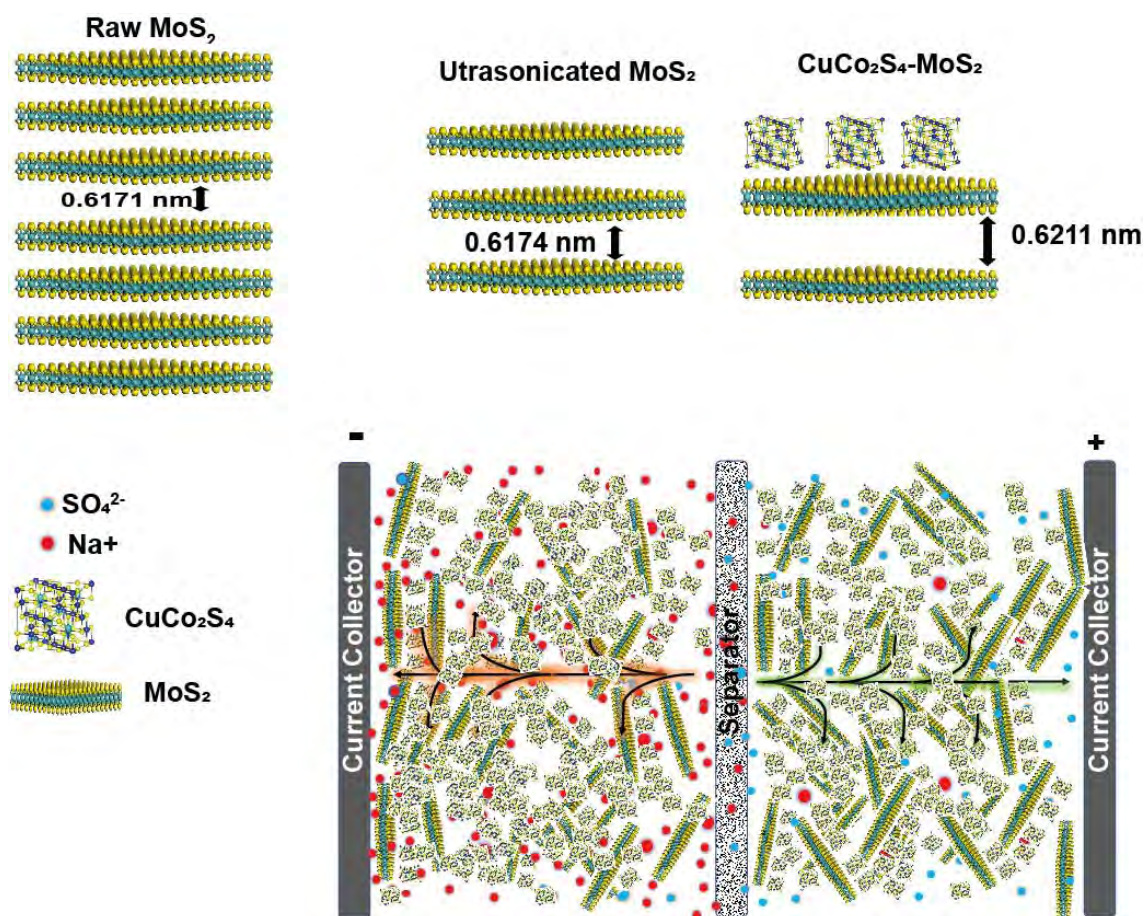 Raw MoS₂
0.6171 nm
Utrasonicated MoS₂
0.6174 nm
CuCo₂S₄-MoS₂
0.6211 nm
SO₄²⁻
Na+
CuCo₂S₄
MoS₂
-
+
Current Collector
Separator
Current Collector